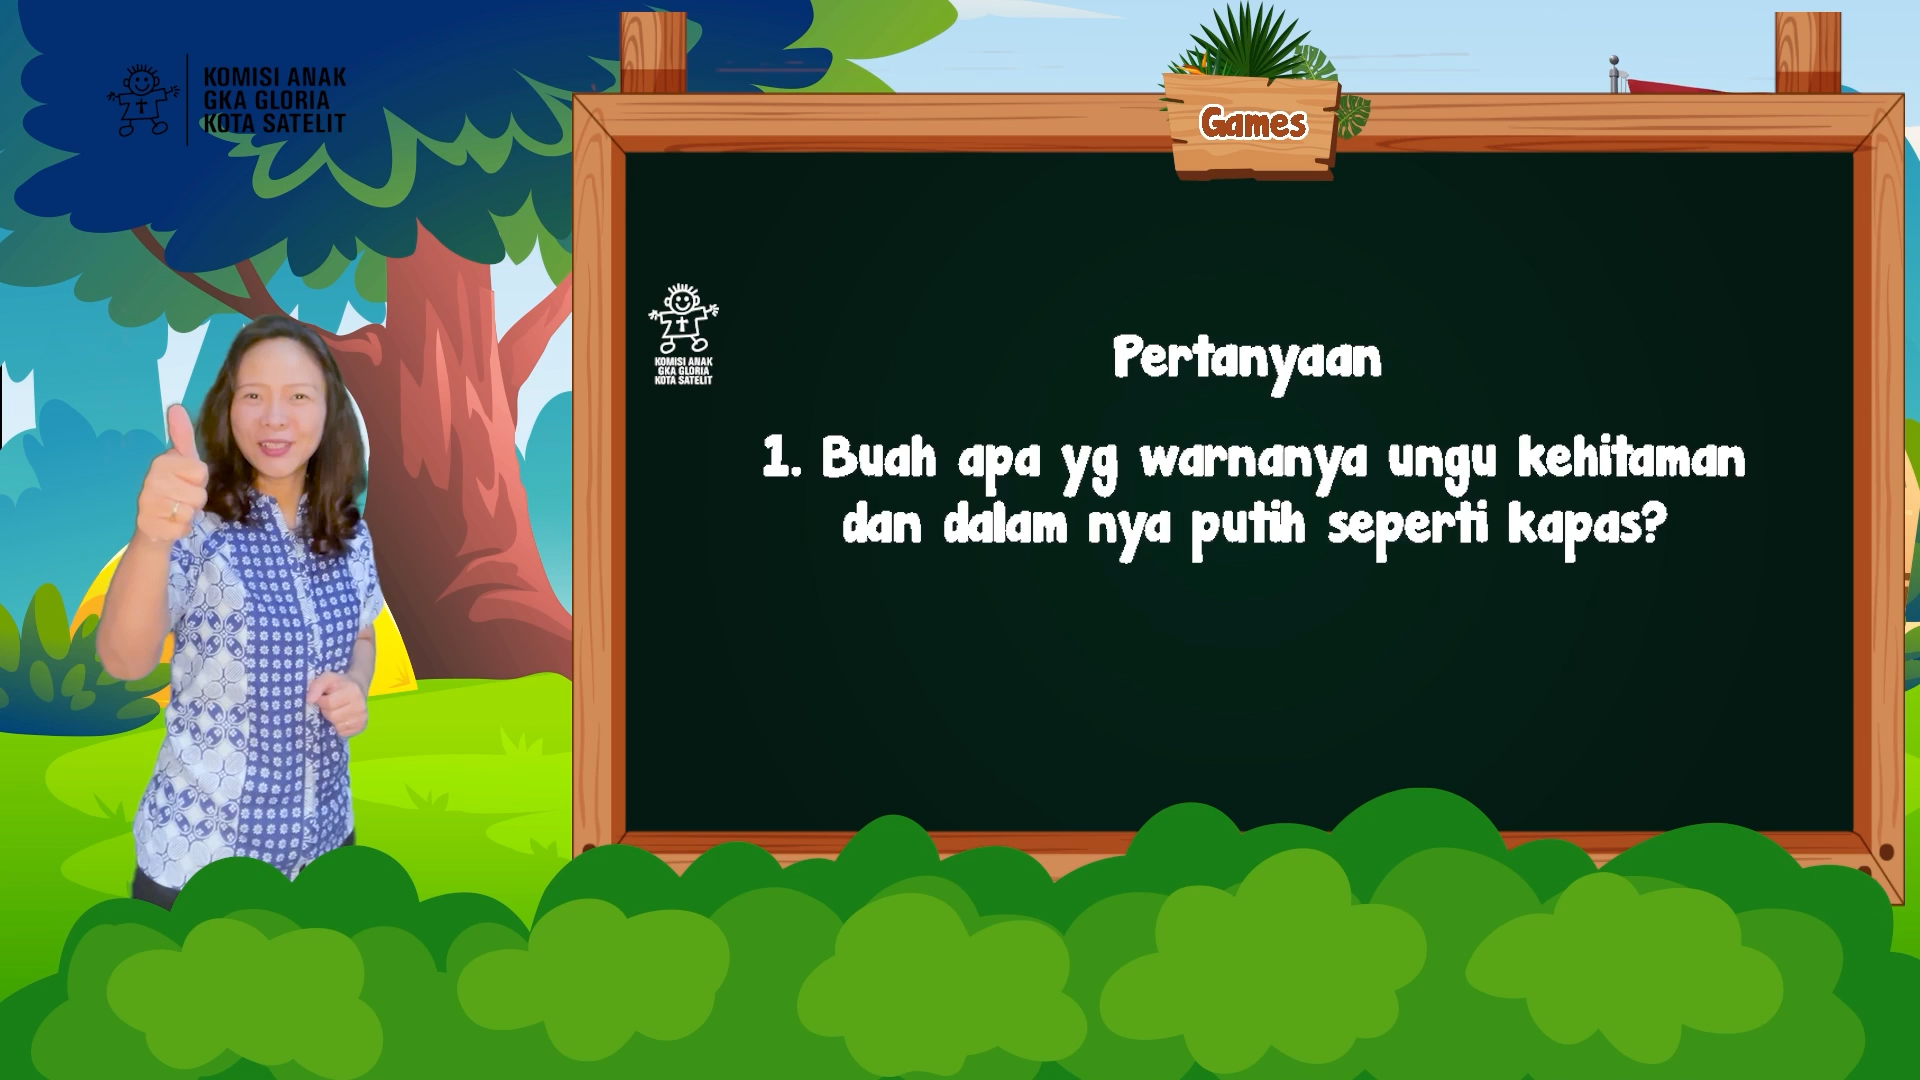 KOMISI ANAK
GKA GLORIA
KOTA SATELIT
Games
KOMISI ANAK
GKA GLORIA
KOTA SATELIT
Pertanyaan
1. Buah apa yg warnanya ungu kehitaman
dan dalam nya putih seperti kapas?